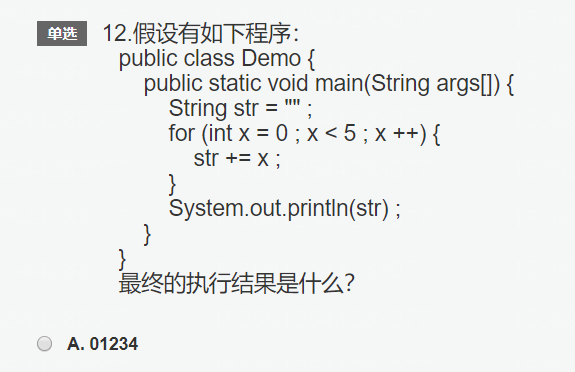 单选 12.假设有如下程序：
public class Demo {
public static void main(String args[]) {
String str = "" ;
for (int x = 0 ; x < 5 ; x ++) {
str += x ;
}
System.out.println(str) ;
}
}
最终的执行结果是什么？
A. 01234